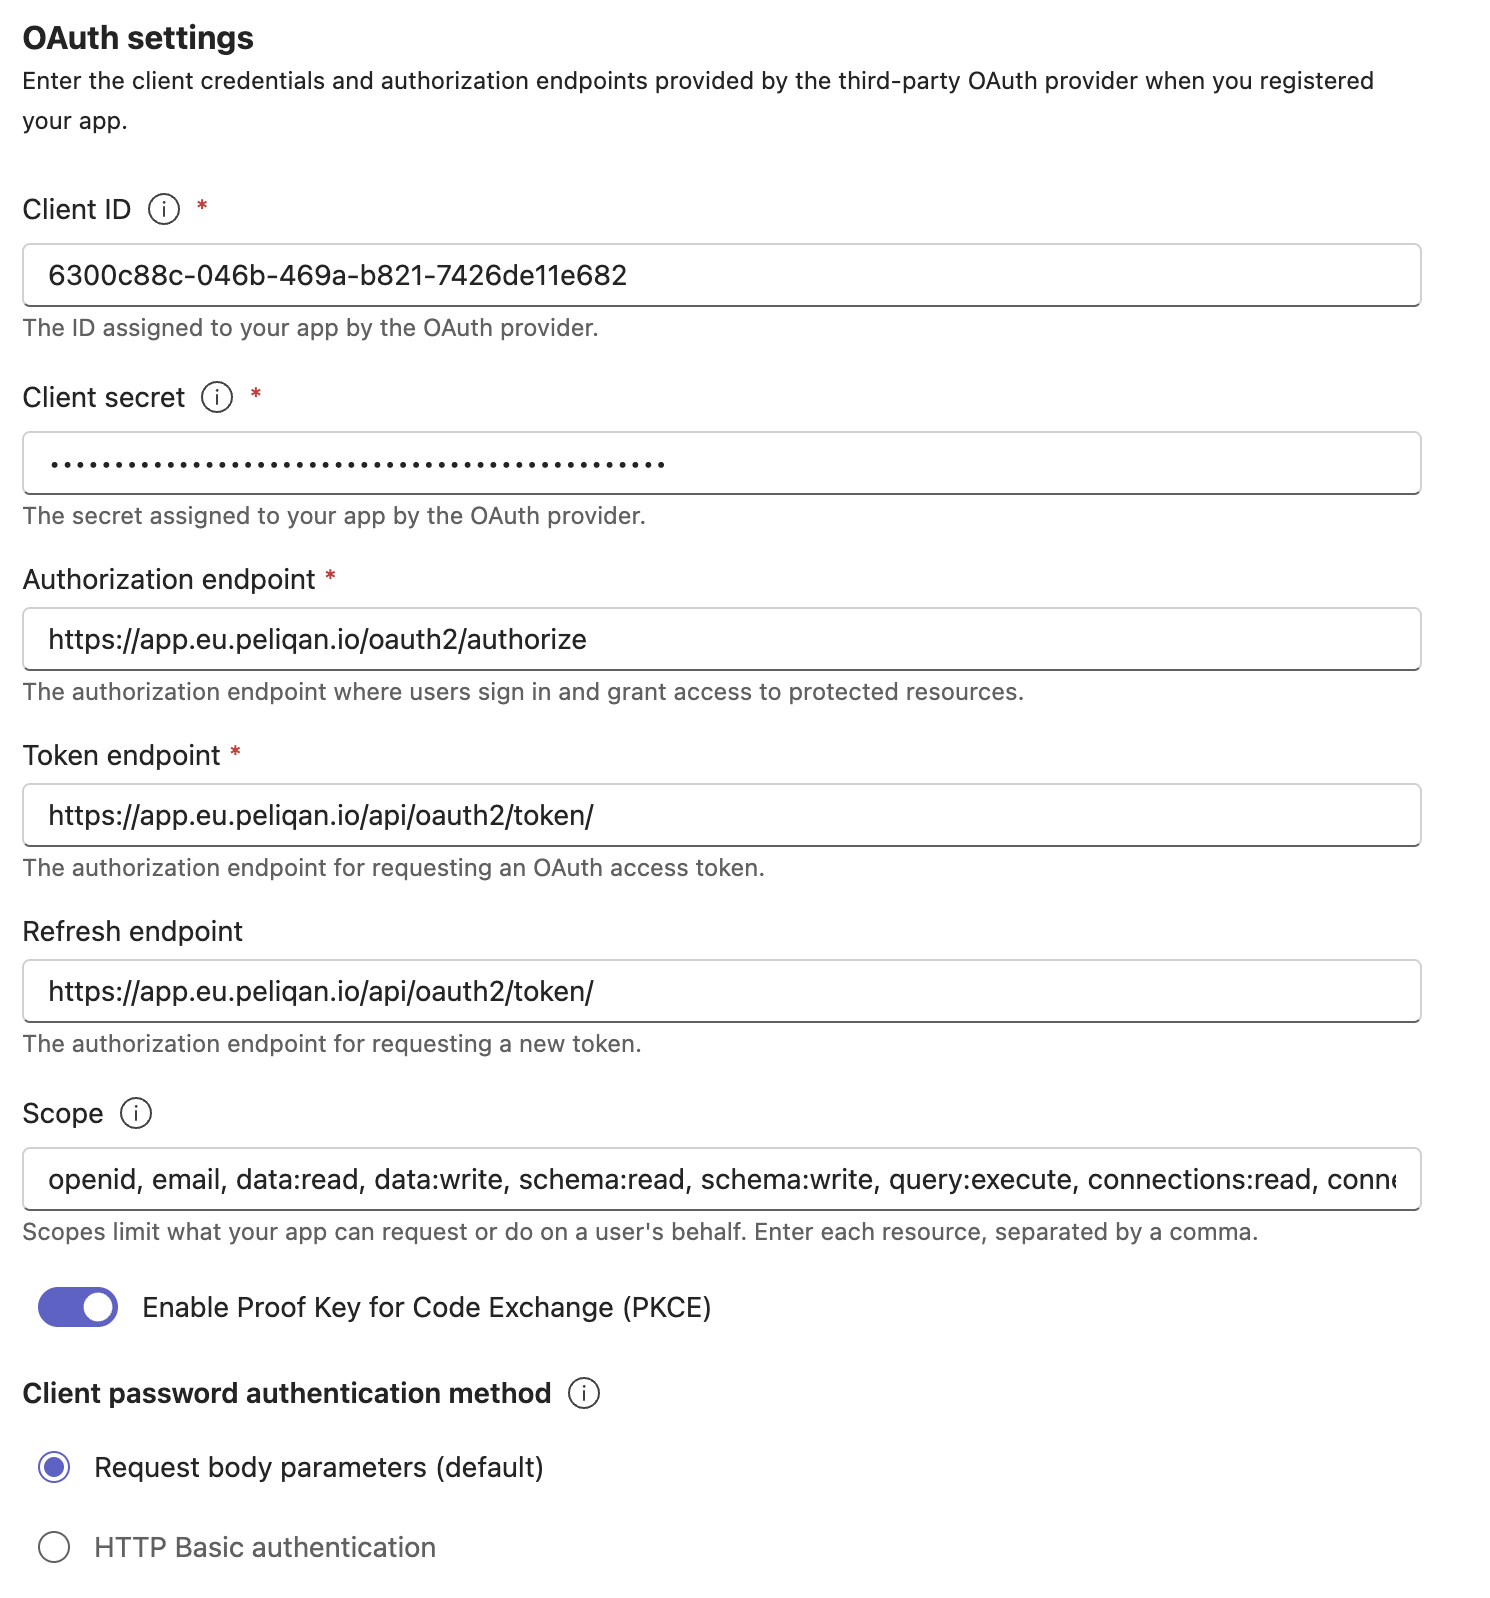 OAuth settings
Enter the client credentials and authorization endpoints provided by the third-party OAuth provider when you registered
your app.
Client ID *
6300c88c-046b-469a-b821-7426de11e682
The ID assigned to your app by the OAuth provider.
Client secret *
The secret assigned to your app by the OAuth provider.
Authorization endpoint *
https://app.eu.peliqan.io/oauth2/authorize
The authorization endpoint where users sign in and grant access to protected resources.
Token endpoint *
https://app.eu.peliqan.io/api/oauth2/token/
The authorization endpoint for requesting an OAuth access token.
Refresh endpoint
https://app.eu.peliqan.io/api/oauth2/token/
The authorization endpoint for requesting a new token.
Scope
openid, email, data:read, data:write, schema:read, schema:write, query:execute, connections:read,
Scopes limit what your app can request or do on a user's behalf. Enter each resource, separated by a comma.
Enable Proof Key for Code Exchange (PKCE)
Client password authentication method
Request body parameters (default)
HTTP Basic authentication